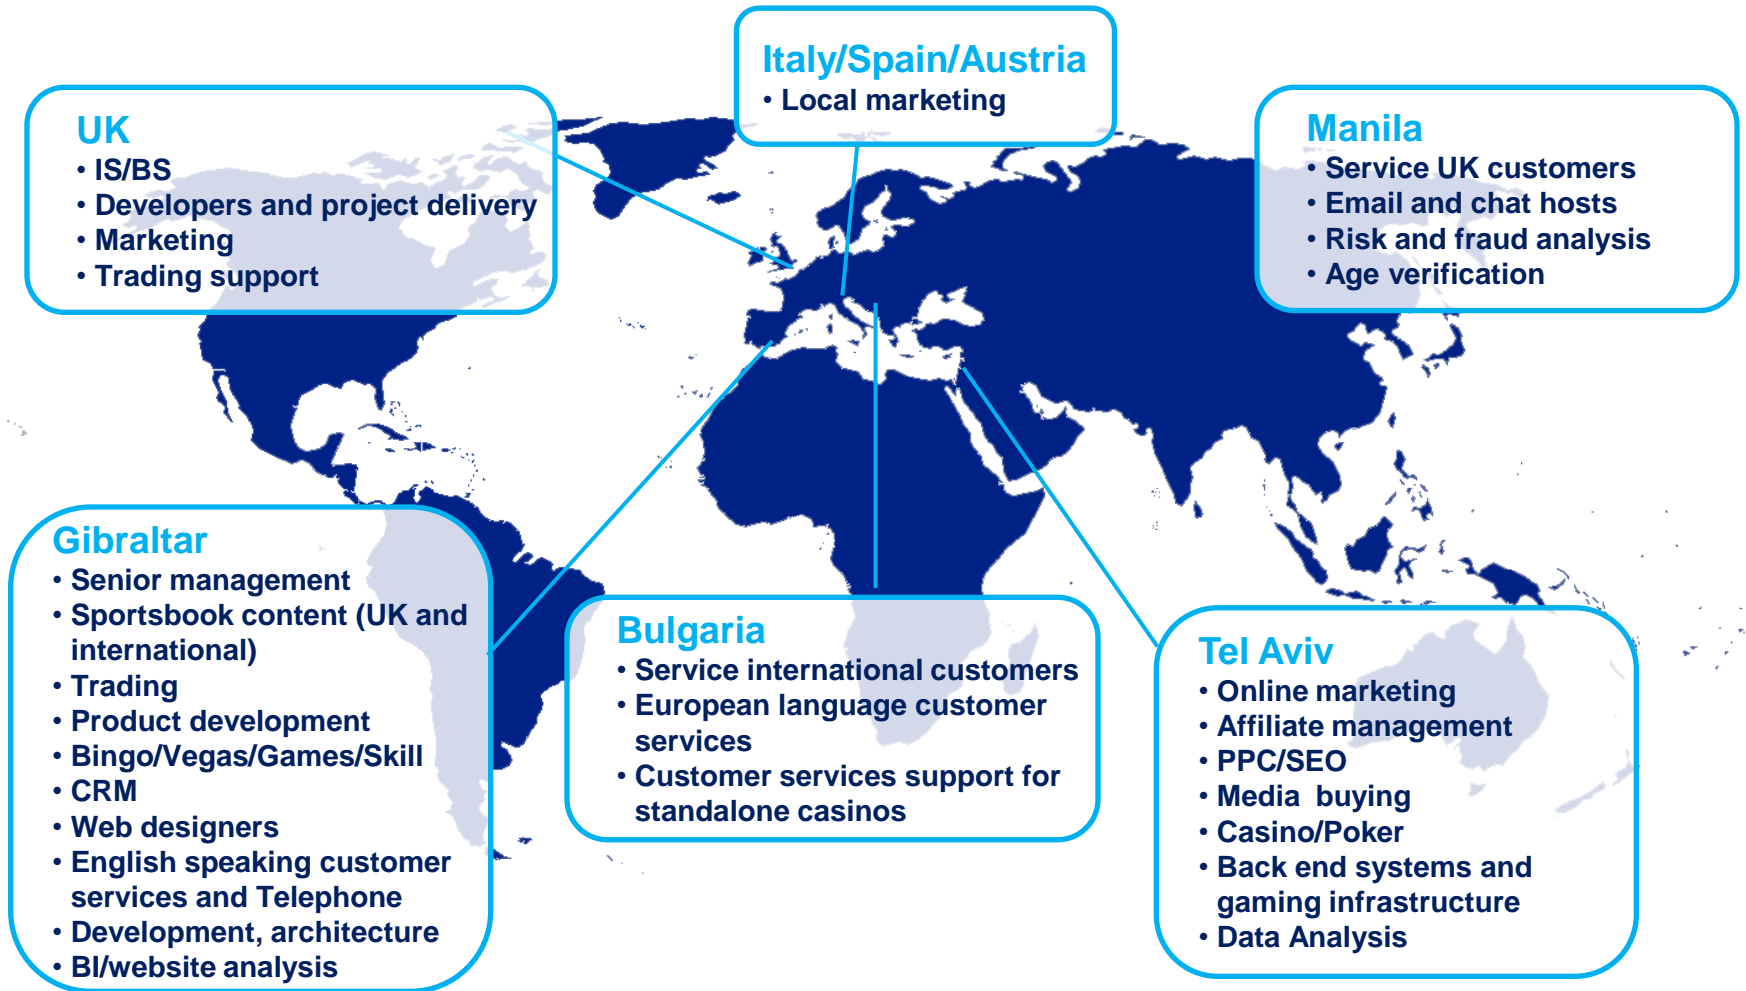 Italy/Spain/Austria
• Local marketing
UK
• IS/BS
• Developers and project delivery
• Marketing
• Trading support
Manila
• Service UK customers
• Email and chat hosts
• Risk and fraud analysis
• Age verification
Gibraltar
• Senior management
• Sportsbook content (UK and
international)
• Trading
• Product development
• Bingo/Vegas/Games/Skill
• CRM
• Web designers
• English speaking customer
services and Telephone
• Development, architecture
• BI/website analysis
Bulgaria
• Service international customers
• European language customer
services
• Customer services support for
standalone casinos
Tel Aviv
• Online marketing
• Affiliate management
• PPC/SEO
• Media buying
• Casino/Poker
• Back end systems and
gaming infrastructure
• Data Analysis